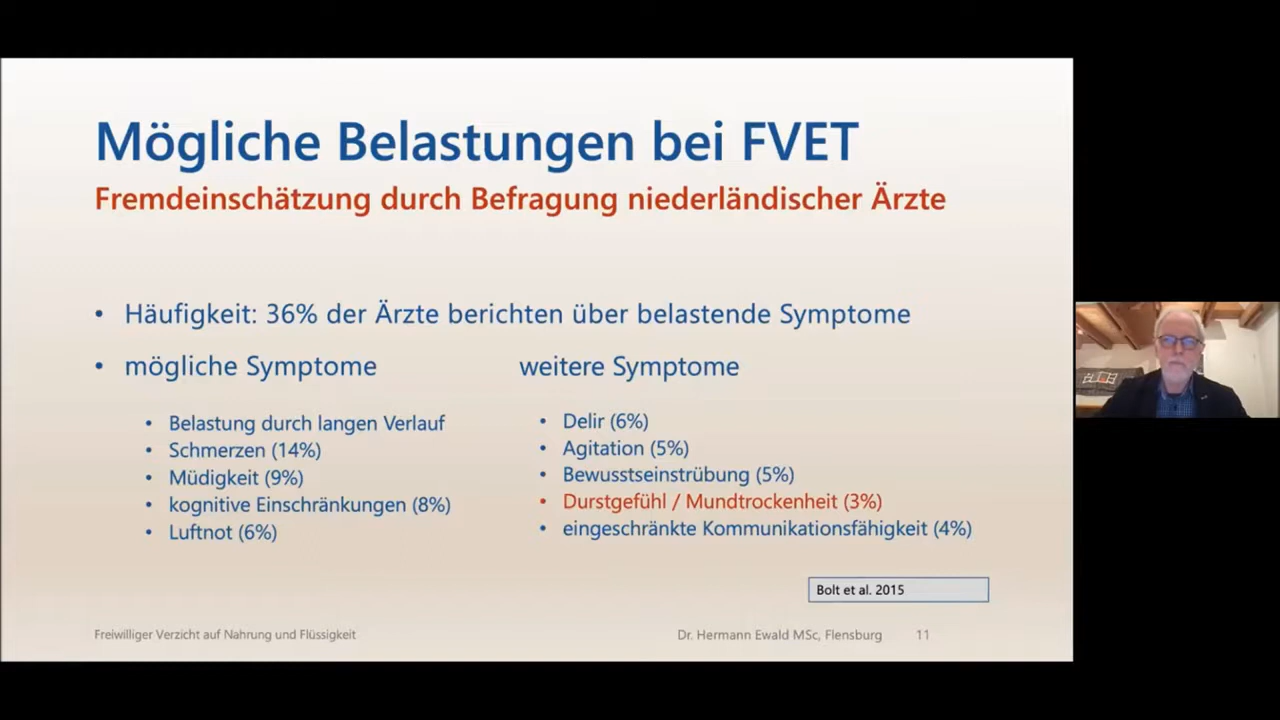 Mögliche Belastungen bei FVET
Fremdeinschätzung durch Befragung niederländischer Ärzte
• Häufigkeit: 36% der Ärzte berichten über belastende Symptome
• mögliche Symptome
• Belastung durch langen Verlauf
• Schmerzen (14%)
• Müdigkeit (9%)
• kognitive Einschränkungen (8%)
• Luftnot (6%)
weitere Symptome
• Delir (6%)
• Agitation (5%)
• Bewusstseinstrübung (5%)
• Durstgefühl / Mundtrockenheit (3%)
• eingeschränkte Kommunikationsfähigkeit (4%)
Bolt et al. 2015
Freiwilliger Verzicht auf Nahrung und Flüssigkeit
Dr. Hermann Ewald MSc, Flensburg
11